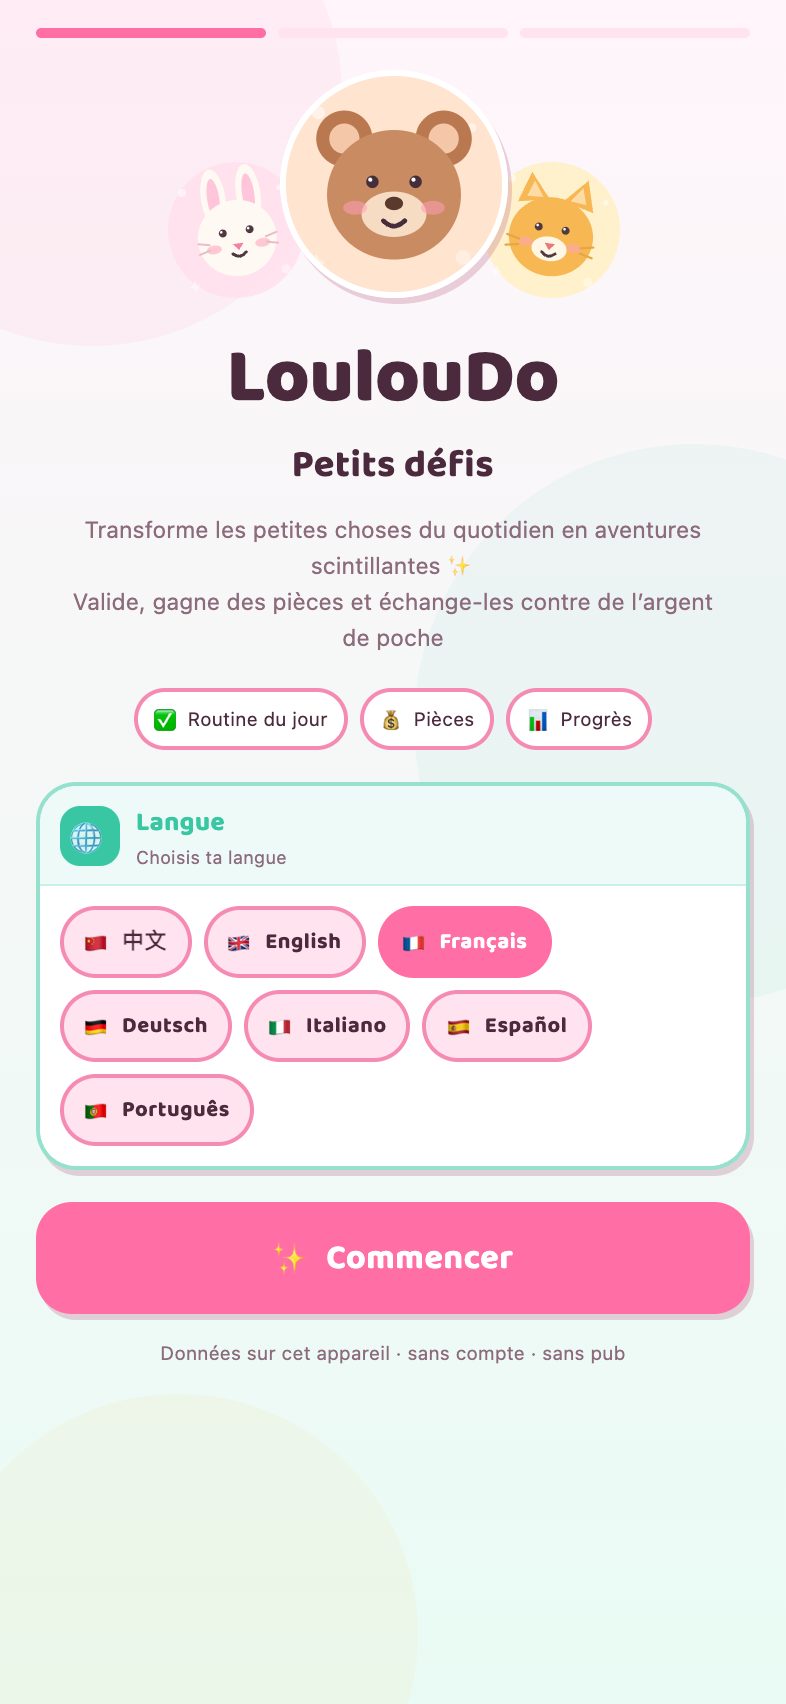 LoulouDo
Petits défis
Transforme les petites choses du quotidien en aventures
scintillantes ✨
Valide, gagne des pièces et échange-les contre de l’argent
de poche
✅ Routine du jour
💰 Pièces
📊 Progrès
Langue
Choisis ta langue
🇨🇳 中文
🇬🇧 English
🇫🇷 Français
🇩🇪 Deutsch
🇮🇹 Italiano
🇪🇸 Español
🇵🇹 Português
✨ Commencer
Données sur cet appareil · sans compte · sans pub